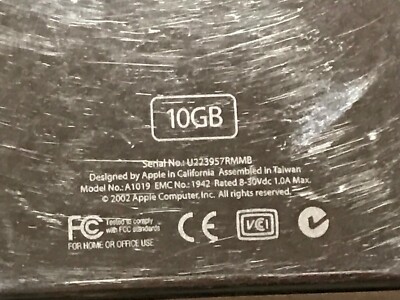 10GB
Serial No.: U223957RMMB
Designed by Apple in California Assembled in Taiwan
Model No.: A1019 EMC No.: 1942 Rated 8-30Vdc 1.0A Max.
© 2002 Apple Computer, Inc. All rights reserved.
FC Tested to comply
with FCC standards
FOR HOME OR OFFICE USE
CE
VCI